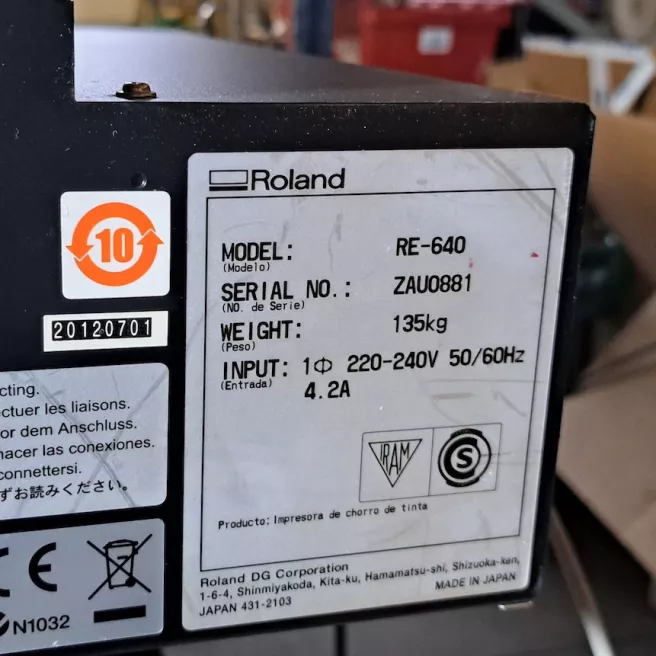 Roland
MODEL: RE-640
(Modelo)
SERIAL NO.: ZAU0881
(NO. de Serie)
WEIGHT: 135kg
(Peso)
INPUT: 1Φ 220-240V 50/60Hz
(Entrada) 4.2A
IRAM
S
Producto: Impresora de chorro de tinta
Roland DG Corporation
1-6-4, Shinmiyakoda, Kita-ku, Hamamatsu-shi, Shizuoka-ken,
JAPAN 431-2103 MADE IN JAPAN
10
20120701
cting.
ctuer les liaisons.
or dem Anschluss.
nacer las conexiones.
connettersi.
ずお読みください。
CE
N1032